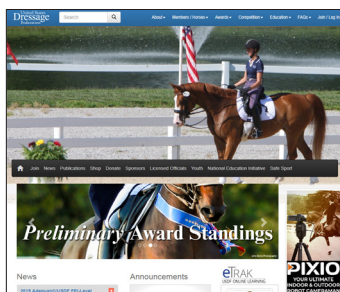 United States
Dressage
Federation
Search
About Members / Horses Awards Competition Education FAQs Join / Log In
Join News Publications Shop Donate Sponsors Licensed Officials Youth National Education Initiative Safe Sport
Preliminary Award Standings
News
Announcements
eTRAK
USDF ONLINE LEARNING
PIXIO
YOUR ULTIMATE
INDOOR & OUTDOOR
ROBOT CAMERAMAN